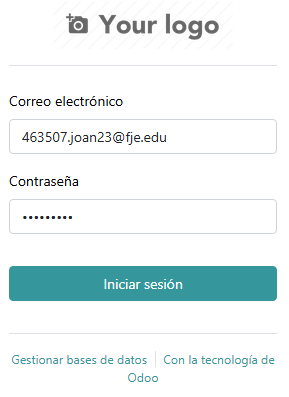 Your logo
Correo electrónico
463507.joan23@fje.edu
Contraseña
•••••••••
Iniciar sesión
Gestionar bases de datos | Con la tecnología de
Odoo